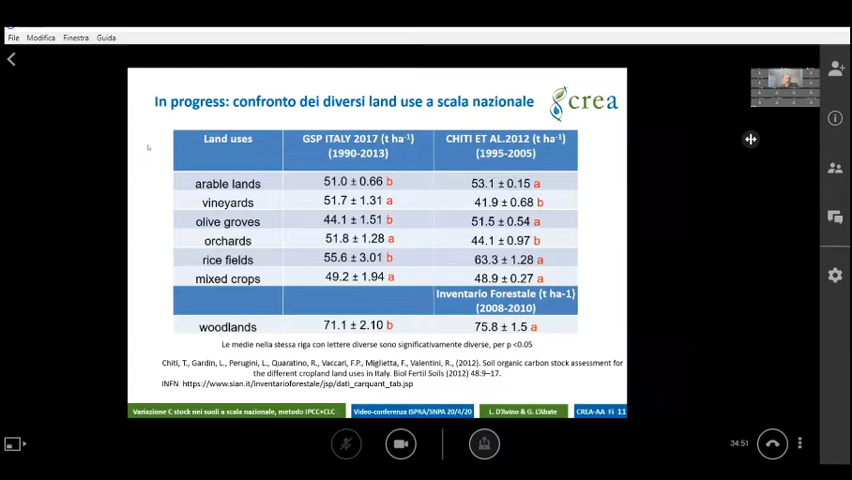 File Modifica Finestra Guida
In progress: confronto dei diversi land use a scala nazionale
crea
Land uses GSP ITALY 2017 (t ha-1) (1990-2013) CHITI ET AL.2012 (t ha-1) (1995-2005)
arable lands 51.0 ± 0.66 b 53.1 ± 0.15 a
vineyards 51.7 ± 1.31 a 41.9 ± 0.68 b
olive groves 44.1 ± 1.51 b 51.5 ± 0.54 a
orchards 51.8 ± 1.28 a 44.1 ± 0.97 b
rice fields 55.6 ± 3.01 b 63.3 ± 1.28 a
mixed crops 49.2 ± 1.94 a 48.9 ± 0.27 a
Inventario Forestale (t ha-1)
(2008-2010)
woodlands 71.1 ± 2.10 b 75.8 ± 1.5 a
Le medie nella stessa riga con lettere diverse sono significativamente diverse, per p <0.05
Chiti, T., Gardin, L., Perugini, L., Quaratino, R., Vaccari, F.P., Miglietta, F., Valentini, R., (2012). Soil organic carbon stock assessment for
the different cropland land uses in Italy. Biol Fertil Soils (2012) 48:9–17.
INFN https://www.sian.it/inventarioforestale/jsp/dati_carquant_tab.jsp
Variazione C stock nei suoli a scala nazionale, metodo IPCC+CLC Video-conferenza ISPRA/SNPA 20/4/20 L. D'Avino & G. L'Abate CREA-AA Fi 11
34:51